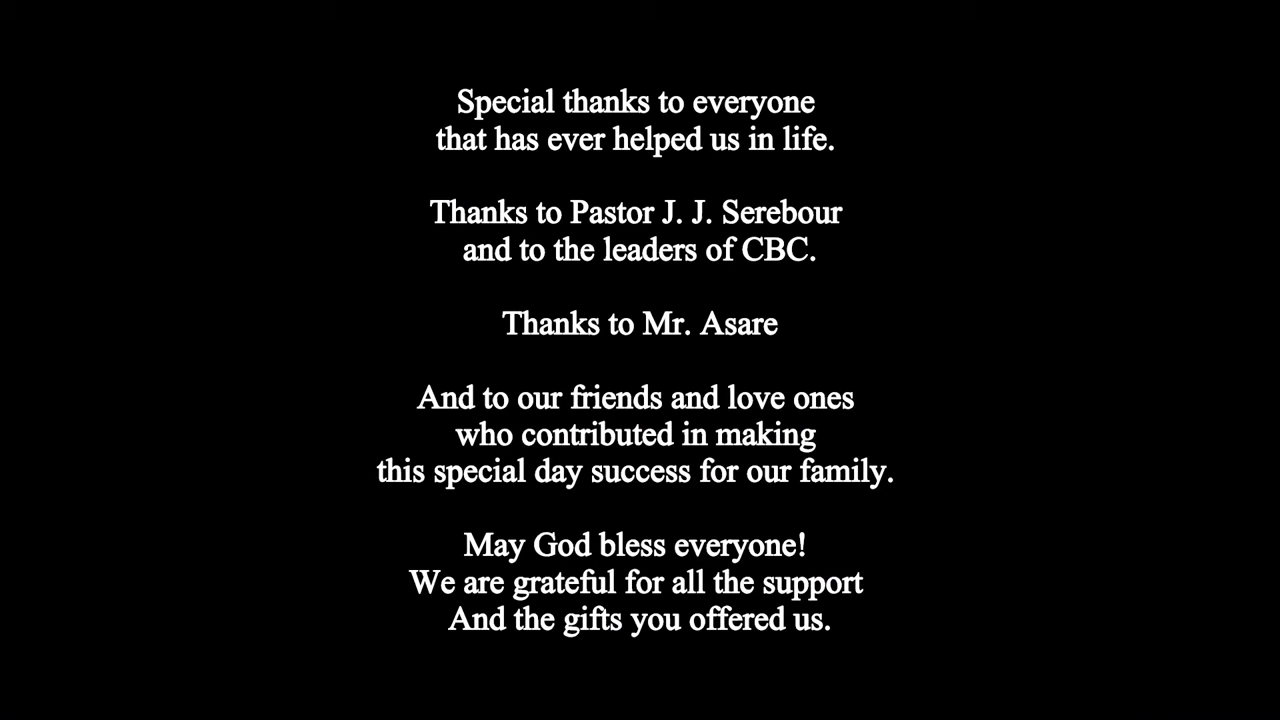 Special thanks to everyone
that has ever helped us in life.
Thanks to Pastor J. J. Serebour
and to the leaders of CBC.
Thanks to Mr. Asare
And to our friends and love ones
who contributed in making
this special day success for our family.
May God bless everyone!
We are grateful for all the support
And the gifts you offered us.